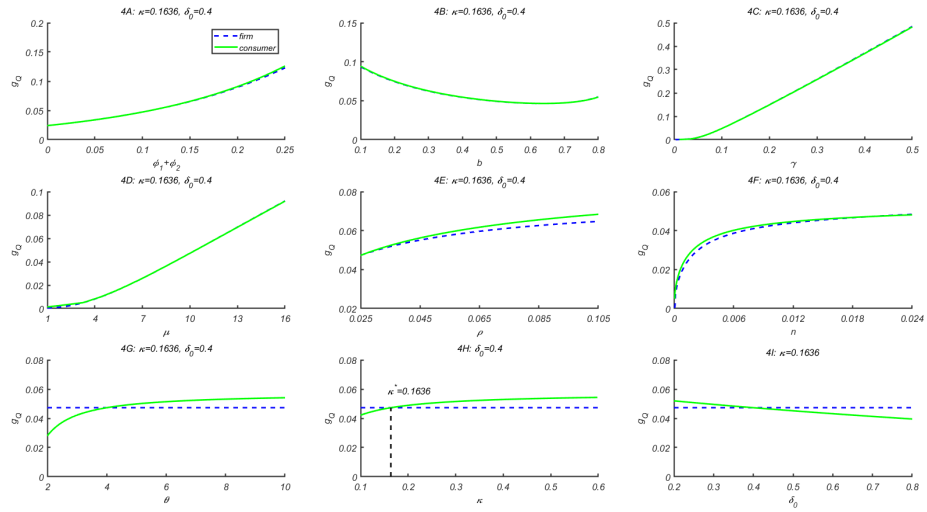 4A: κ=0.1636, δ0=0.4
0.2
0.15
0.1
0.05
0
gQ
firm
consumer
0 0.05 0.1 0.15 0.2 0.25
ϕ1+ϕ2
4B: κ=0.1636, δ0=0.4
0.15
0.1
0.05
0
gQ
0.1 0.2 0.3 0.4 0.5 0.6 0.7 0.8
b
4C: κ=0.1636, δ0=0.4
0.5
0.4
0.3
0.2
0.1
0
gQ
0 0.1 0.2 0.3 0.4 0.5
γ
4D: κ=0.1636, δ0=0.4
0.1
0.08
0.06
0.04
0.02
0
gQ
1 4 7 10 13 16
μ
4E: κ=0.1636, δ0=0.4
0.08
0.06
0.04
0.02
gQ
0.025 0.045 0.065 0.085 0.105
ρ
4F: κ=0.1636, δ0=0.4
0.06
0.04
0.02
0
gQ
0 0.006 0.012 0.018 0.024
n
4G: κ=0.1636, δ0=0.4
0.08
0.06
0.04
0.02
0
gQ
2 4 6 8 10
θ
4H: δ0=0.4
0.08
0.06
0.04
0.02
0
gQ
κ*=0.1636
0.1 0.2 0.3 0.4 0.5 0.6
κ
4I: κ=0.1636
0.08
0.06
0.04
0.02
0
gQ
0.2 0.3 0.4 0.5 0.6 0.7 0.8
δ0